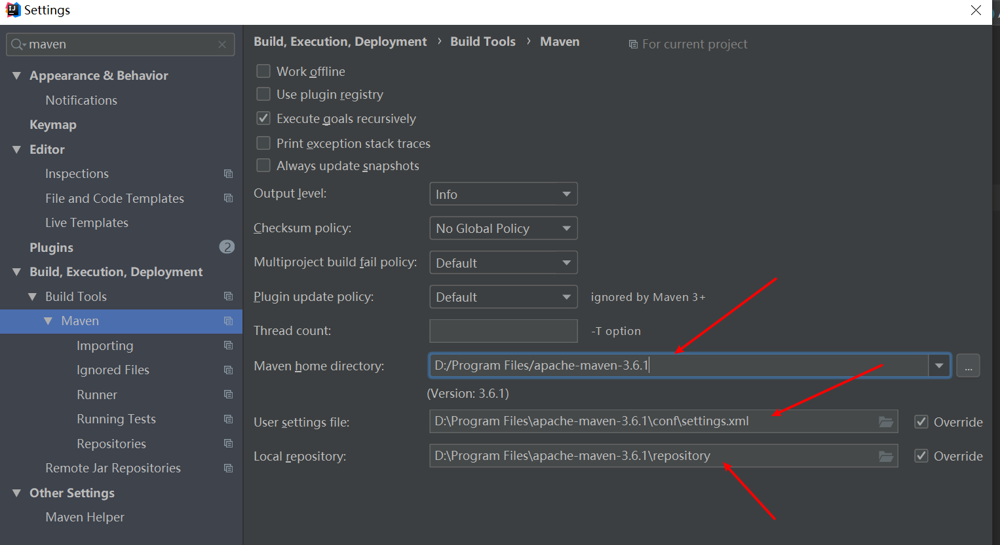 Settings
maven
Appearance & Behavior
Notifications
Keymap
Editor
Inspections
File and Code Templates
Live Templates
Plugins 2
Build, Execution, Deployment
Build Tools
Maven
Importing
Ignored Files
Runner
Running Tests
Repositories
Remote Jar Repositories
Other Settings
Maven Helper
Build, Execution, Deployment › Build Tools › Maven For current project
Work offline
Use plugin registry
Execute goals recursively
Print exception stack traces
Always update snapshots
Output level: Info
Checksum policy: No Global Policy
Multiproject build fail policy: Default
Plugin update policy: Default ignored by Maven 3+
Thread count: -T option
Maven home directory: D:/Program Files/apache-maven-3.6.1 ...
(Version: 3.6.1)
User settings file: D:\Program Files\apache-maven-3.6.1\conf\settings.xml Override
Local repository: D:\Program Files\apache-maven-3.6.1\repository Override